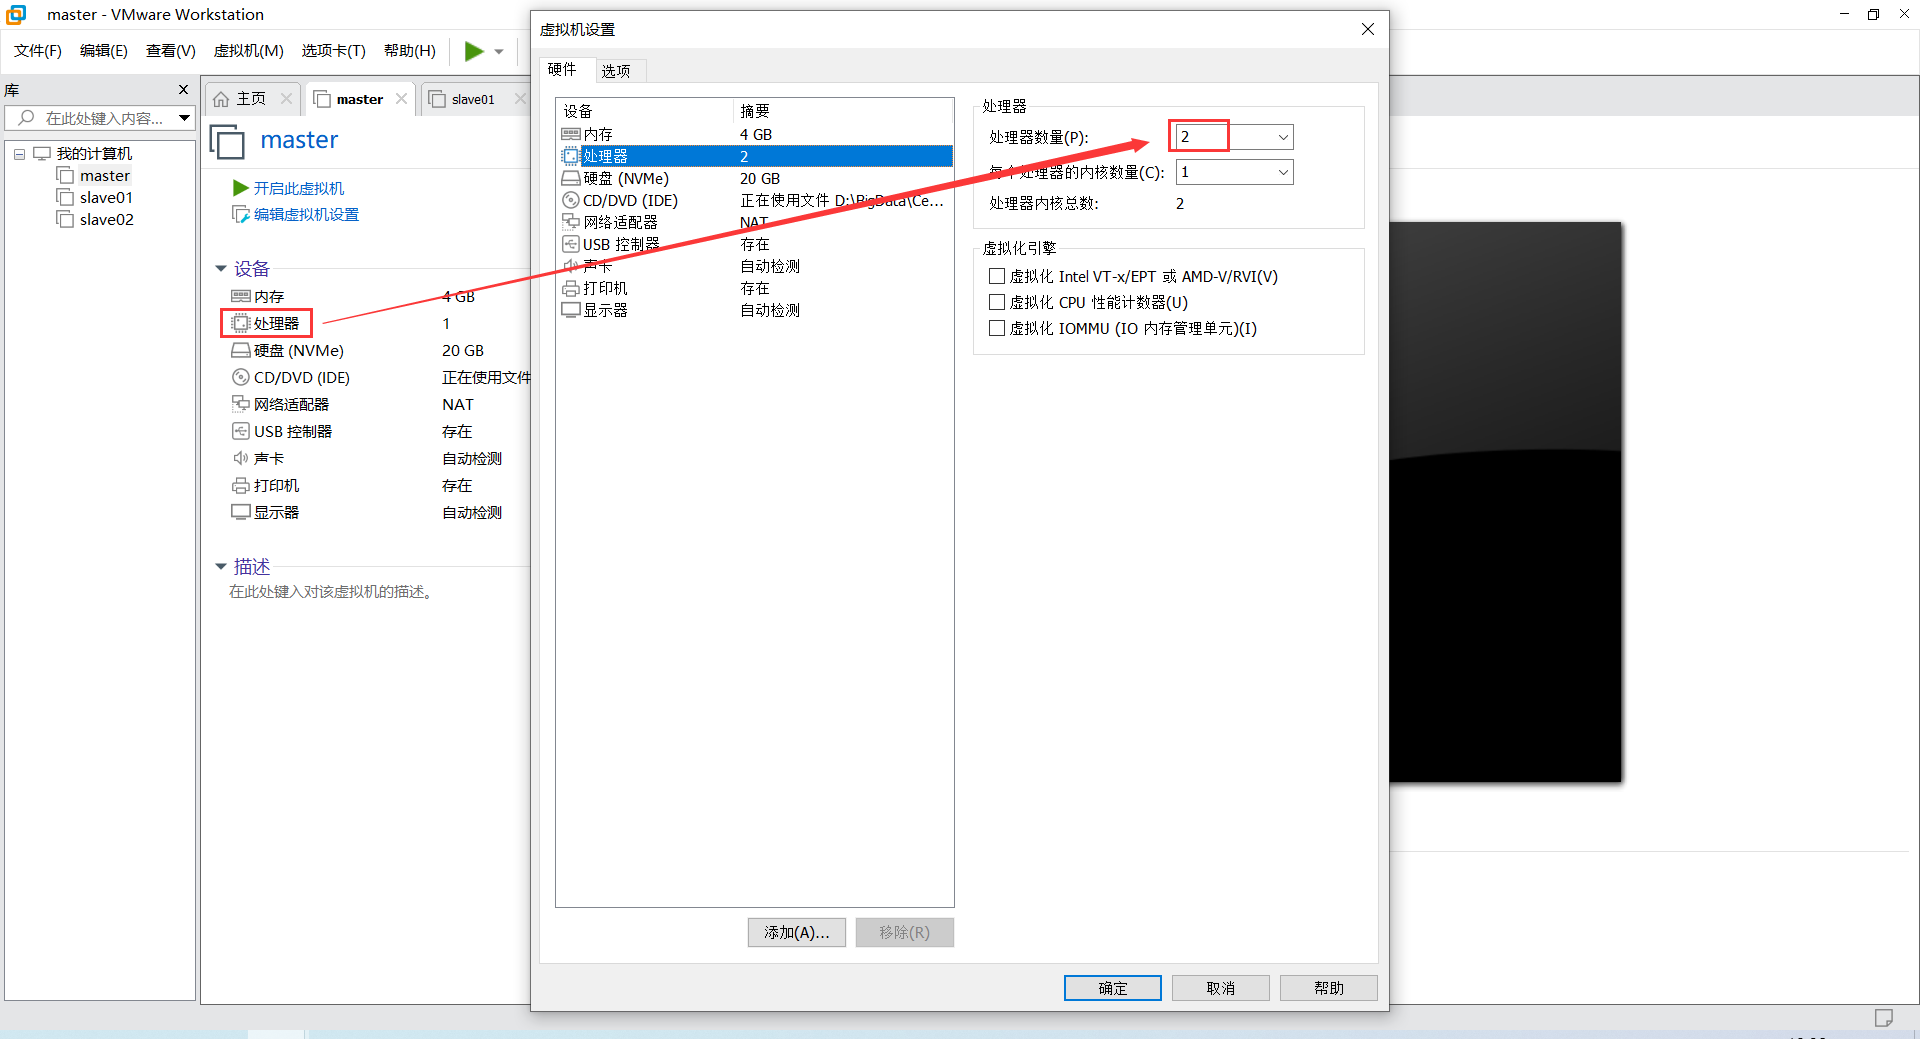 master - VMware Workstation
文件(F) 编辑(E) 查看(V) 虚拟机(M) 选项卡(T) 帮助(H)
库
在此处键入内容...
我的计算机
master
slave01
slave02
主页 master slave01
master
开启此虚拟机
编辑虚拟机设置
设备
内存 4 GB
处理器 1
硬盘 (NVMe) 20 GB
CD/DVD (IDE) 正在使用文件
网络适配器 NAT
USB 控制器 存在
声卡 自动检测
打印机 存在
显示器 自动检测
描述
在此处键入对该虚拟机的描述。
虚拟机设置
硬件 选项
设备 摘要
内存 4 GB
处理器 2
硬盘 (NVMe) 20 GB
CD/DVD (IDE) 正在使用文件 D:\BigData\Ce...
网络适配器 NAT
USB 控制器 存在
声卡 自动检测
打印机 存在
显示器 自动检测
添加(A)... 移除(R)
处理器
处理器数量(P): 2
每个处理器的内核数量(C): 1
处理器内核总数: 2
虚拟化引擎
虚拟化 Intel VT-x/EPT 或 AMD-V/RVI(V)
虚拟化 CPU 性能计数器(U)
虚拟化 IOMMU (IO 内存管理单元)(I)
确定 取消 帮助